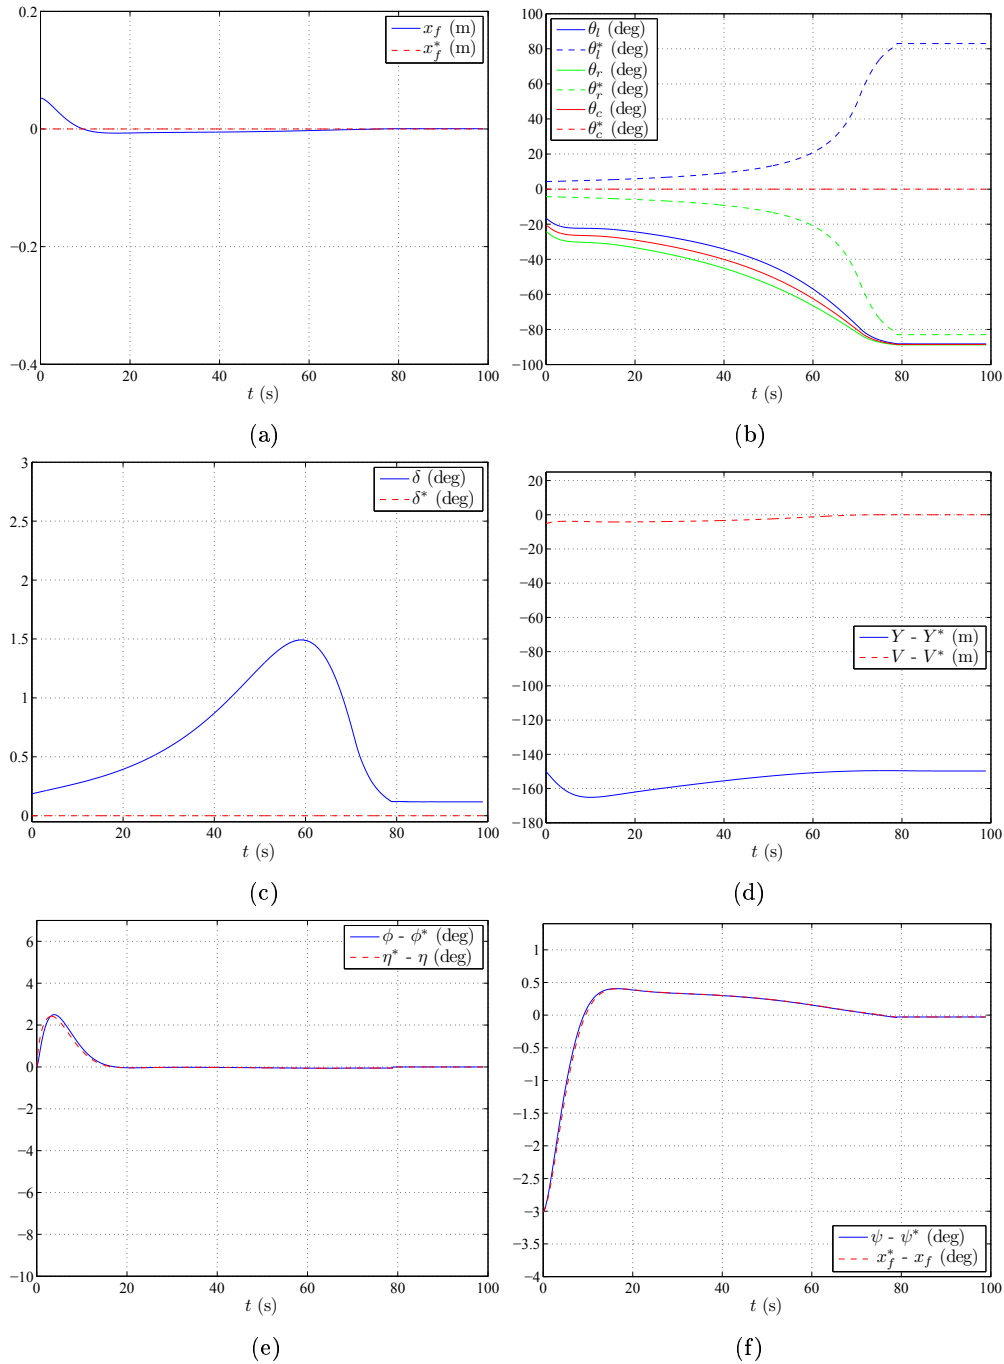 0.2
0
−0.2
−0.4
x_f (m)
x_f^* (m)
0 20 40 60 80 100
t (s)
(a)
100
80
60
40
20
0
−20
−40
−60
−80
−100
θ_l (deg)
θ_l^* (deg)
θ_r (deg)
θ_r^* (deg)
θ_c (deg)
θ_c^* (deg)
0 20 40 60 80 100
t (s)
(b)
3
2.5
2
1.5
1
0.5
0
δ (deg)
δ^* (deg)
0 20 40 60 80 100
t (s)
(c)
20
0
−20
−40
−60
−80
−100
−120
−140
−160
−180
Y - Y^* (m)
V - V^* (m)
0 20 40 60 80 100
t (s)
(d)
6
4
2
0
−2
−4
−6
−8
−10
ϕ - ϕ^* (deg)
η^* - η (deg)
0 20 40 60 80 100
t (s)
(e)
1
0.5
0
−0.5
−1
−1.5
−2
−2.5
−3
−3.5
−4
ψ - ψ^* (deg)
x_f^* - x_f (deg)
0 20 40 60 80 100
t (s)
(f)